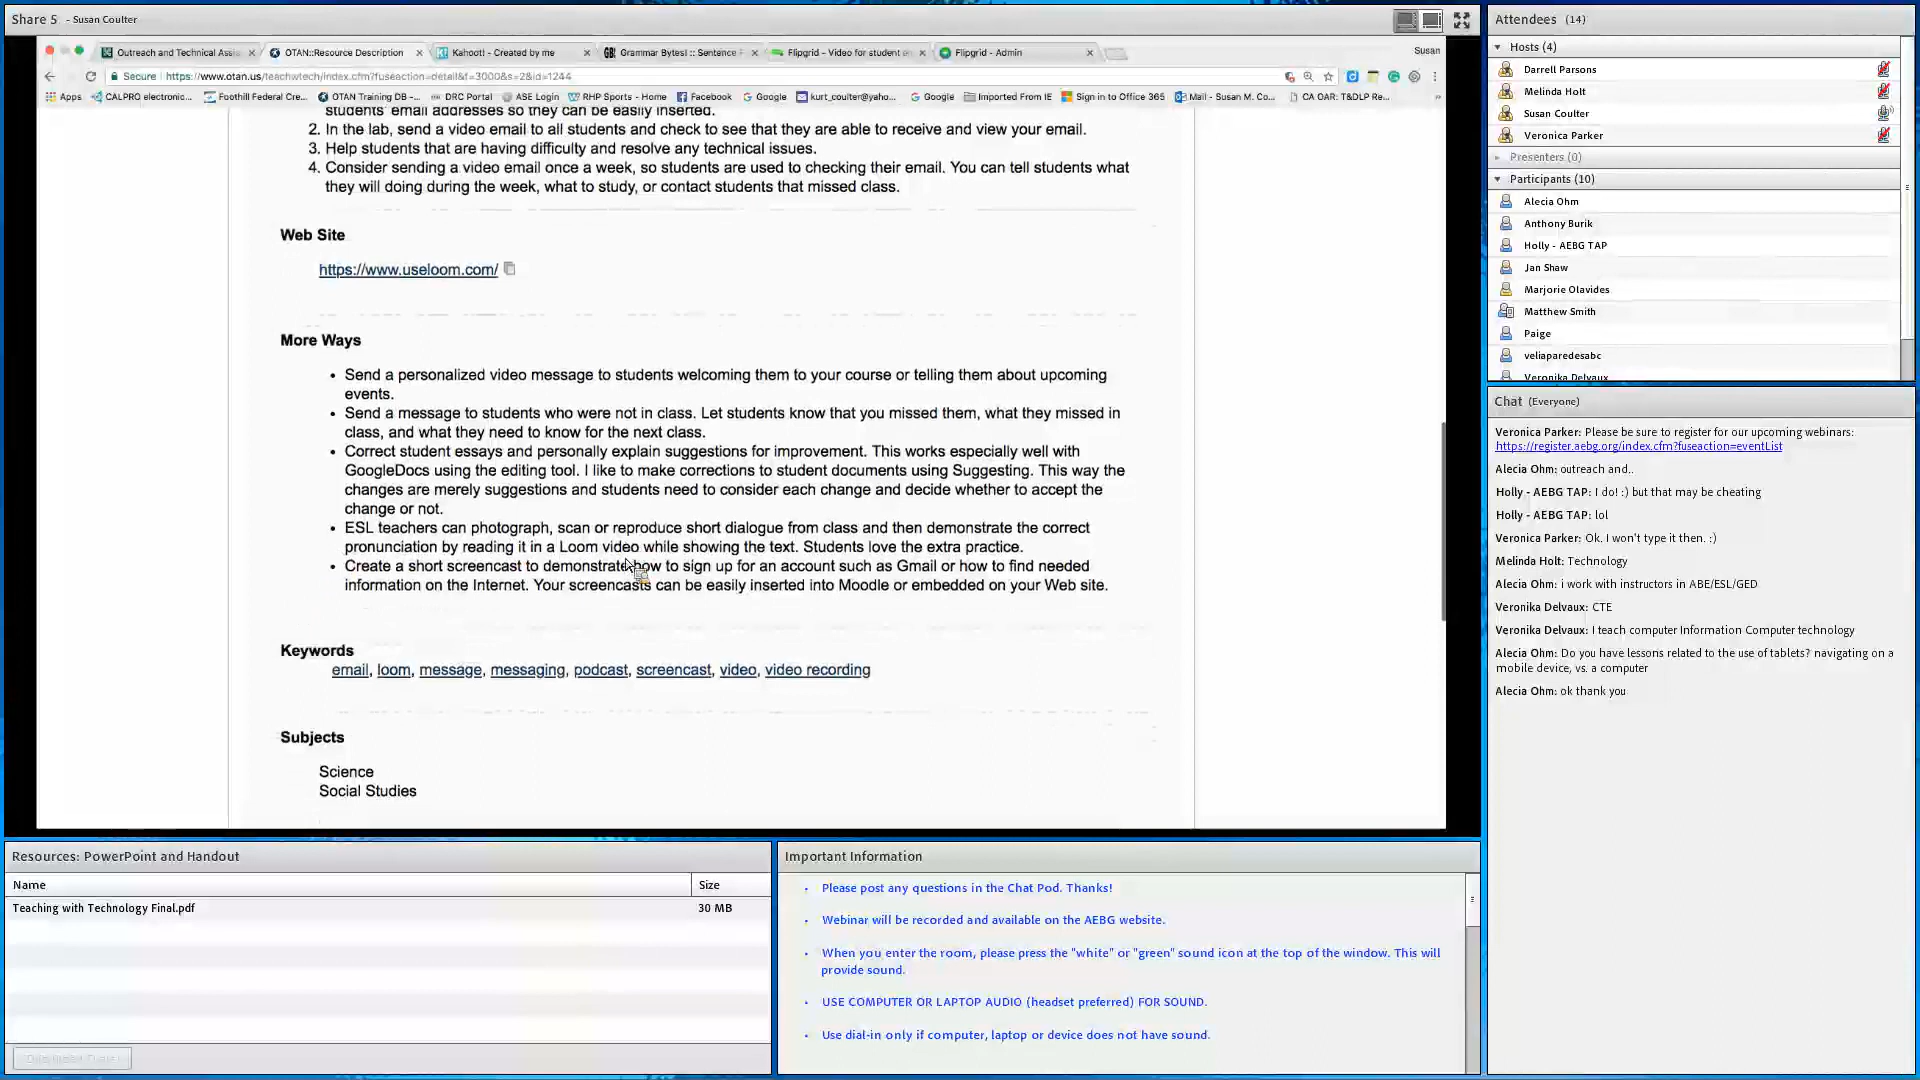 Share 5 - Susan Coulter
Outreach and Technical Assi
OTAN::Resource Description
Kahoot! - Created by me
Grammar Bytes! :: Sentence F
Flipgrid - Video for student e
Flipgrid - Admin
Susan
Secure https://www.otan.us/teachwtech/index.cfm?fuseaction=detail&f=3000&s=2&id=1244
Apps CALPRO electronic... Foothill Federal Cre... OTAN Training DB -... DRC Portal ASE Login RHP Sports - Home Facebook Google kurt_coulter@yaho... Google Imported From IE Sign in to Office 365 Mail - Susan M. Co... CA OAR: T&DLP Re...
students' email addresses so they can be easily inserted.
2. In the lab, send a video email to all students and check to see that they are able to receive and view your email.
3. Help students that are having difficulty and resolve any technical issues.
4. Consider sending a video email once a week, so students are used to checking their email. You can tell students what
they will doing during the week, what to study, or contact students that missed class.
Web Site
https://www.useloom.com/
More Ways
• Send a personalized video message to students welcoming them to your course or telling them about upcoming
events.
• Send a message to students who were not in class. Let students know that you missed them, what they missed in
class, and what they need to know for the next class.
• Correct student essays and personally explain suggestions for improvement. This works especially well with
GoogleDocs using the editing tool. I like to make corrections to student documents using Suggesting. This way the
changes are merely suggestions and students need to consider each change and decide whether to accept the
change or not.
• ESL teachers can photograph, scan or reproduce short dialogue from class and then demonstrate the correct
pronunciation by reading it in a Loom video while showing the text. Students love the extra practice.
• Create a short screencast to demonstrate how to sign up for an account such as Gmail or how to find needed
information on the Internet. Your screencasts can be easily inserted into Moodle or embedded on your Web site.
Keywords
email, loom, message, messaging, podcast, screencast, video, video recording
Subjects
Science
Social Studies
Attendees (14)
Hosts (4)
Darrell Parsons
Melinda Holt
Susan Coulter
Veronica Parker
Presenters (0)
Participants (10)
Alecia Ohm
Anthony Burik
Holly - AEBG TAP
Jan Shaw
Marjorie Olavides
Matthew Smith
Paige
veliaparedesabc
Veronika Delvaux
Chat (Everyone)
Veronica Parker: Please be sure to register for our upcoming webinars:
https://register.aebg.org/index.cfm?fuseaction=eventList
Alecia Ohm: outreach and..
Holly - AEBG TAP: I do! :) but that may be cheating
Holly - AEBG TAP: lol
Veronica Parker: Ok. I won't type it then. :)
Melinda Holt: Technology
Alecia Ohm: i work with instructors in ABE/ESL/GED
Veronika Delvaux: CTE
Veronika Delvaux: I teach computer Information Computer technology
Alecia Ohm: Do you have lessons related to the use of tablets? navigating on a
mobile device, vs. a computer
Alecia Ohm: ok thank you
Resources: PowerPoint and Handout
Name Size
Teaching with Technology Final.pdf 30 MB
Important Information
• Please post any questions in the Chat Pod. Thanks!
• Webinar will be recorded and available on the AEBG website.
• When you enter the room, please press the "white" or "green" sound icon at the top of the window. This will
provide sound.
• USE COMPUTER OR LAPTOP AUDIO (headset preferred) FOR SOUND.
• Use dial-in only if computer, laptop or device does not have sound.